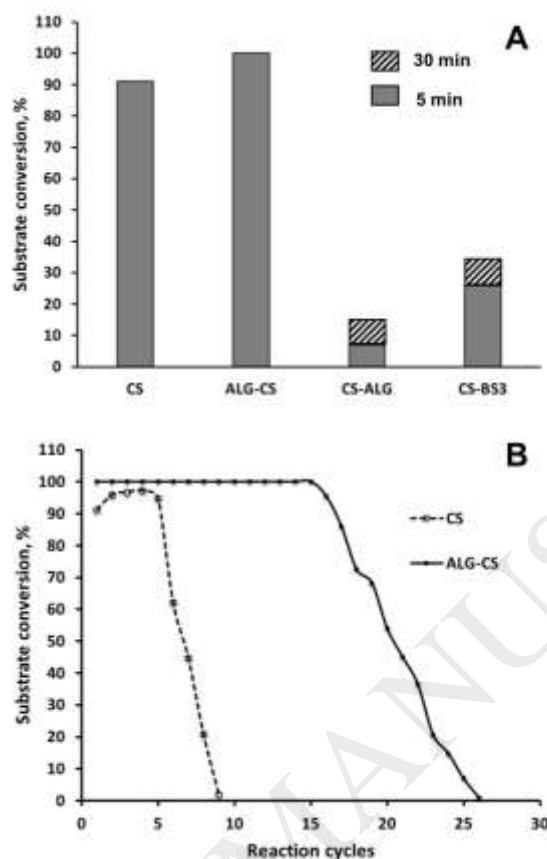 A
30 min
5 min
Substrate conversion, %
110
100
90
80
70
60
50
40
30
20
10
0
CS
ALG-CS
CS-ALG
CS-BS3
B
CS
ALG-CS
Substrate conversion, %
110
100
90
80
70
60
50
40
30
20
10
0
0
5
10
15
20
25
30
Reaction cycles
MANUS